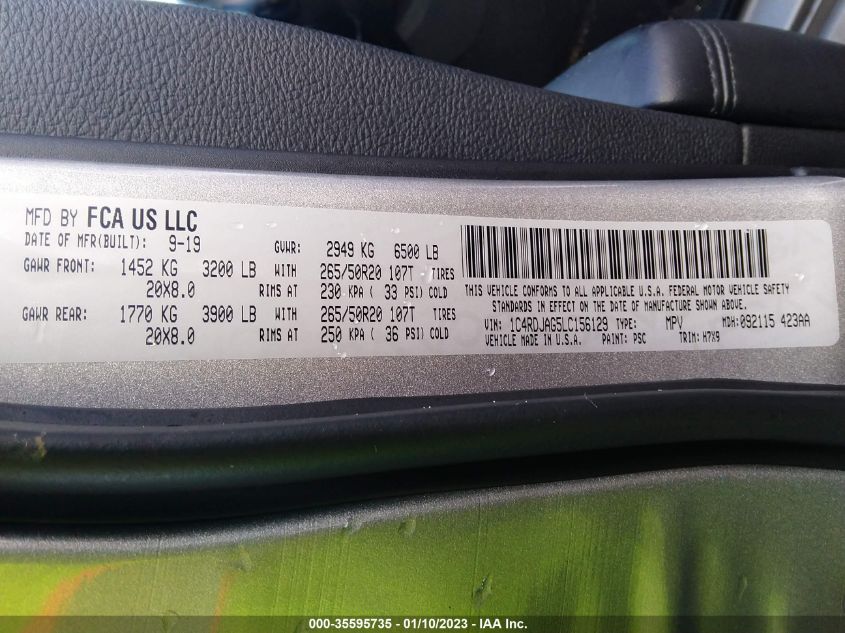 MFD BY FCA US LLC
DATE OF MFR(BUILT): 9-19 GVWR: 2949 KG 6500 LB
GAWR FRONT: 1452 KG 3200 LB WITH 265/50R20 107T TIRES
20X8.0 RIMS AT 230 KPA ( 33 PSI) COLD
GAWR REAR: 1770 KG 3900 LB WITH 265/50R20 107T TIRES
20X8.0 RIMS AT 250 KPA ( 36 PSI) COLD
THIS VEHICLE CONFORMS TO ALL APPLICABLE U.S.A. FEDERAL MOTOR VEHICLE SAFETY
STANDARDS IN EFFECT ON THE DATE OF MANUFACTURE SHOWN ABOVE.
VIN: 1C4RDJAG5LC156129 TYPE: MPV MDH:092115 423AA
VEHICLE MADE IN U.S.A. PAINT: PSC TRIM: H7X9
000-35595735 - 01/10/2023 - IAA Inc.